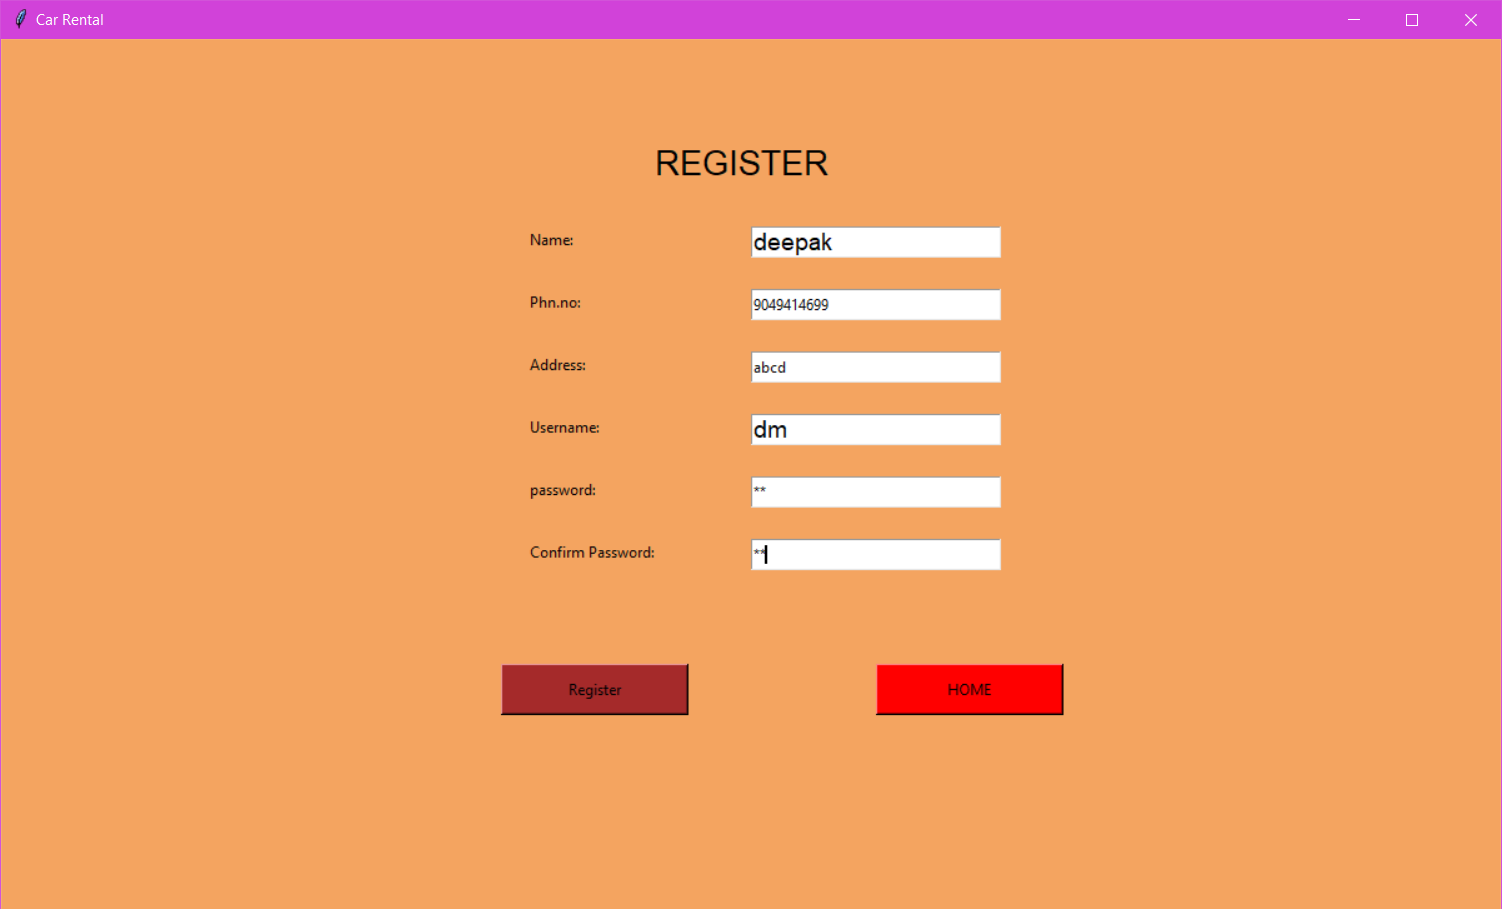 Car Rental
REGISTER
Name: deepak
Phn.no: 9049414699
Address: abcd
Username: dm
password: **
Confirm Password: **
Register HOME